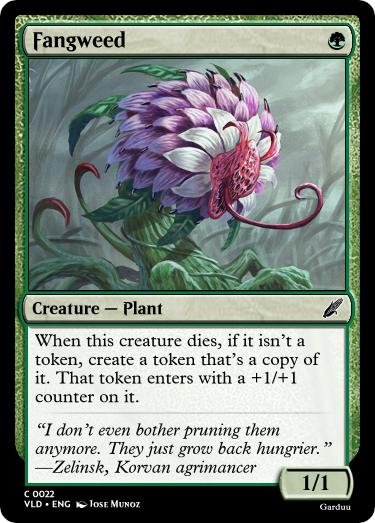 Fangweed
Creature — Plant
When this creature dies, if it isn't a
token, create a token that's a copy of
it. That token enters with a +1/+1
counter on it.
“I don't even bother pruning them
anymore. They just grow back hungrier.”
—Zelinsk, Korvan agrimancer
1/1
C 0022
VLD • ENG Jose Munoz
Garduu